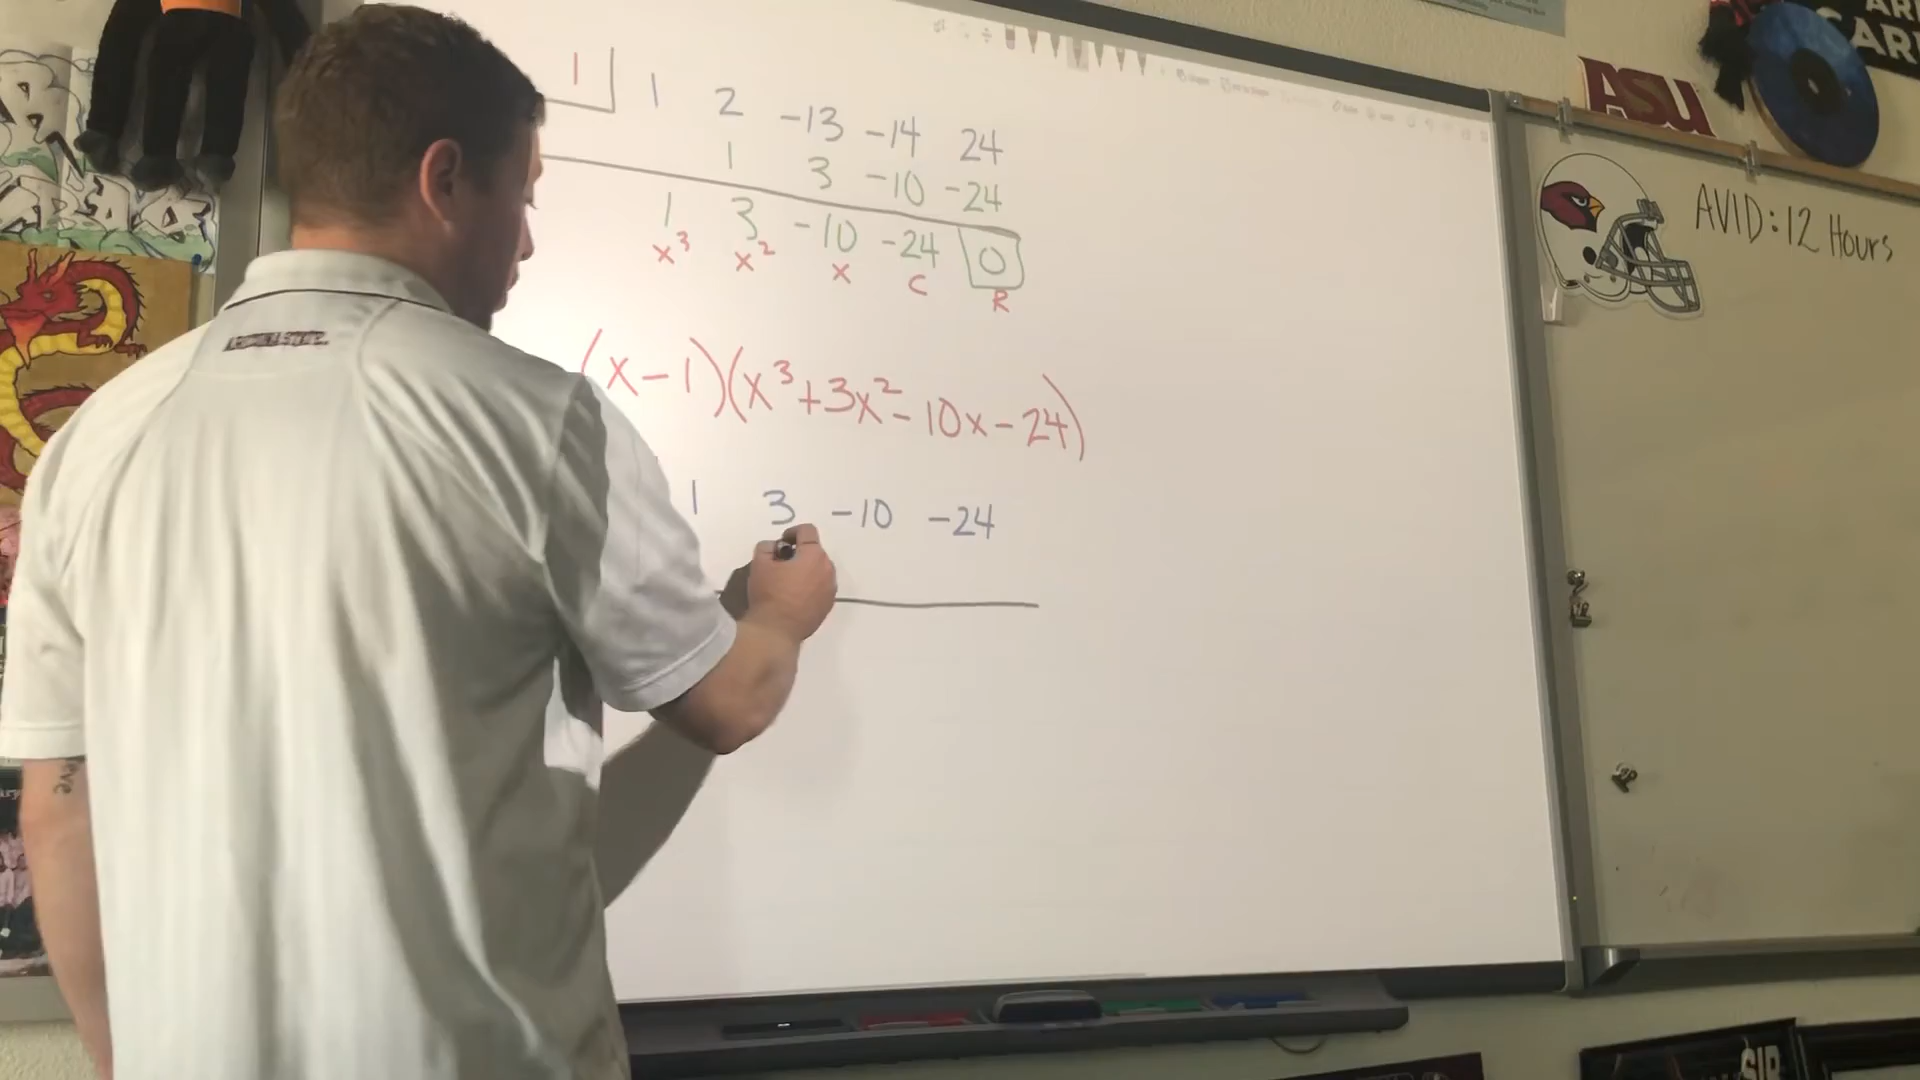 1 1 2 -13 -14 24
1 3 -10 -24
1 3 -10 -24 0
x³ x² x C R
(x-1)(x³+3x²-10x-24)
1 3 -10 -24
ASU
AVID: 12 Hours